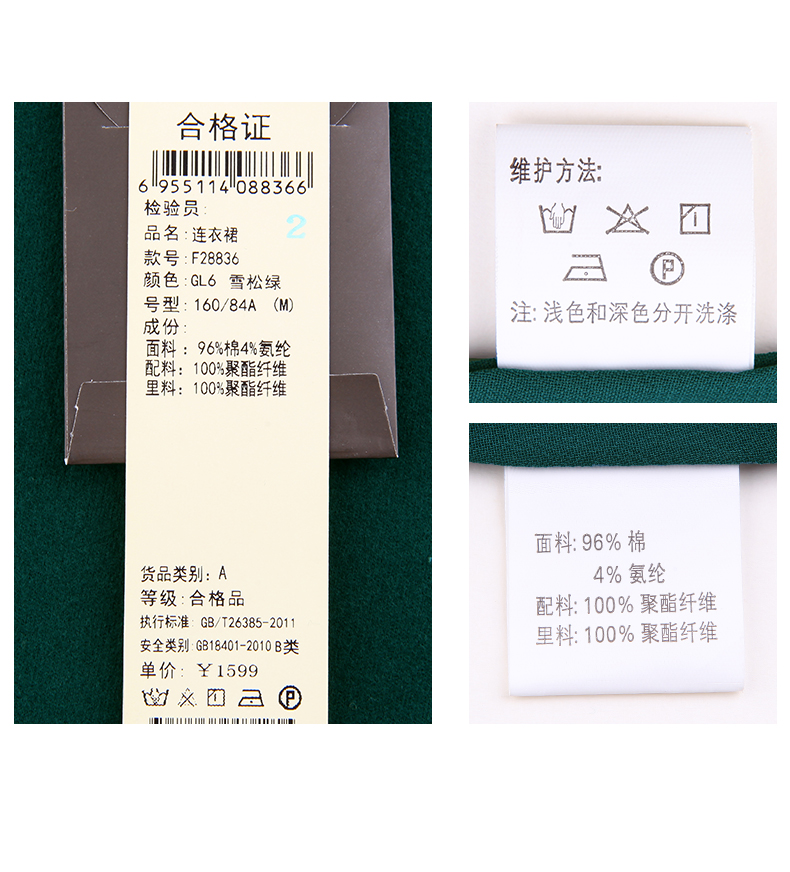 合格证
6 955114 088366
检验员:
2
品名:连衣裙
款号:F28836
颜色:GL6 雪松绿
号型:160/84A (M)
成份:
面料:96%棉4%氨纶
配料:100%聚酯纤维
里料:100%聚酯纤维
货品类别:A
等级:合格品
执行标准:GB/T26385-2011
安全类别:GB18401-2010 B类
单价:￥1599
P
维护方法:
P
注:浅色和深色分开洗涤
面料:96% 棉
4% 氨纶
配料:100% 聚酯纤维
里料:100% 聚酯纤维